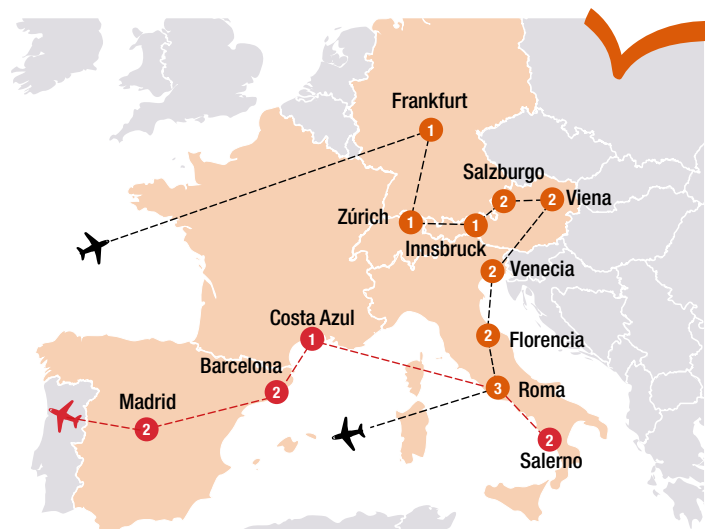 Frankfurt
1
Salzburgo
2
2 Viena
Zúrich 1
1
Innsbruck
2 Venecia
Costa Azul
1
2 Florencia
Barcelona
2
3 Roma
Madrid
2
2
Salerno